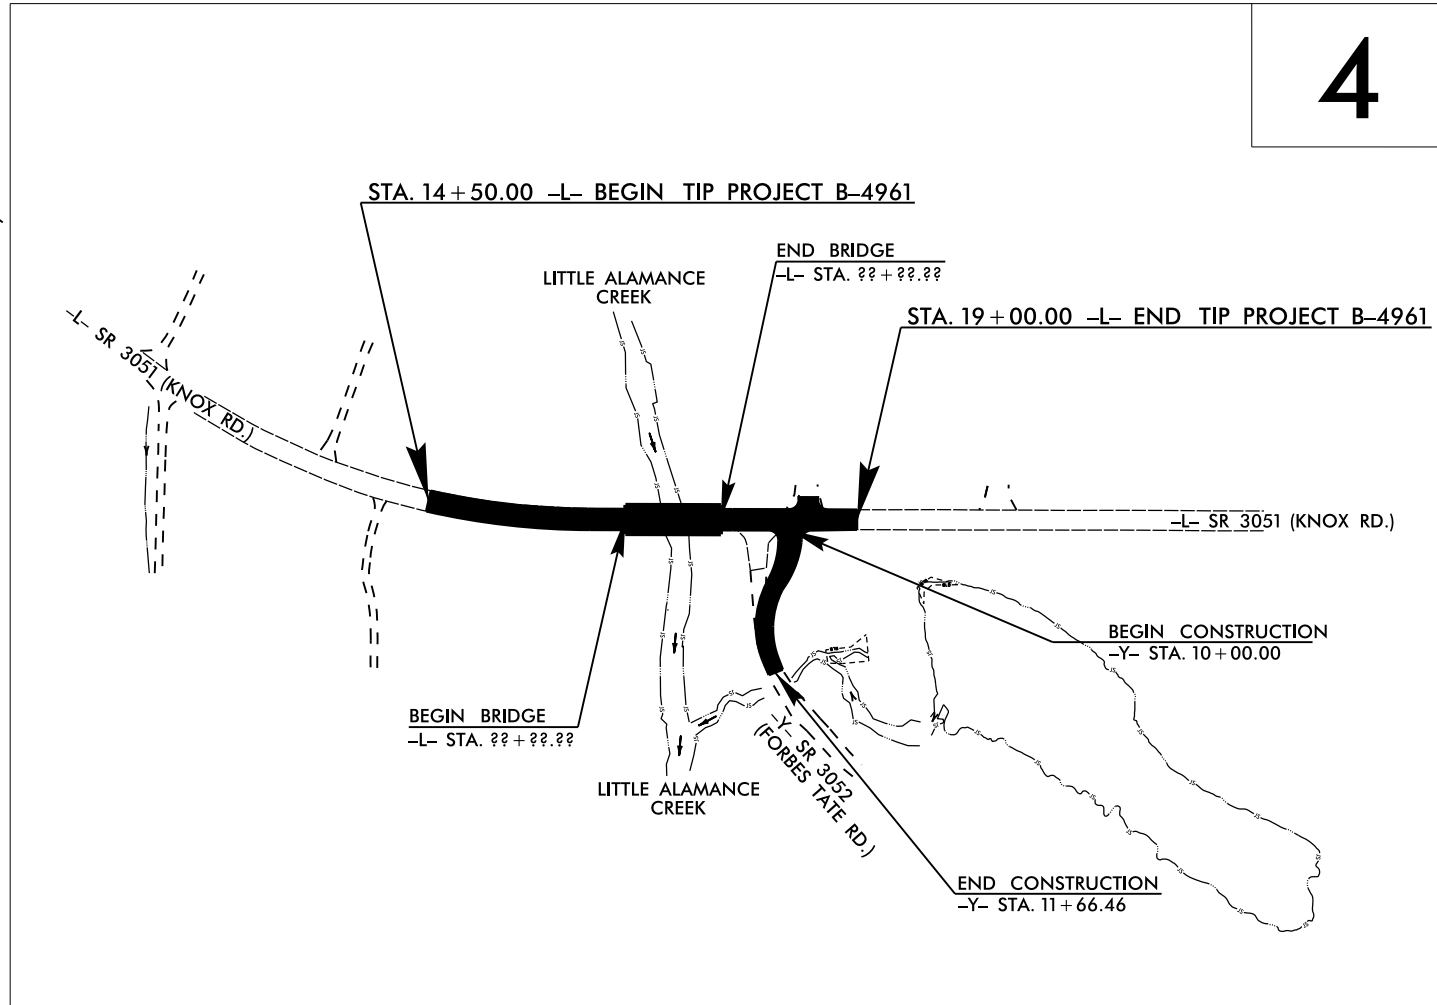 4
STA. 14+50.00 -L- BEGIN TIP PROJECT B-4961
END BRIDGE
-L- STA. ??+??.??
LITTLE ALAMANCE
CREEK
STA. 19+00.00 -L- END TIP PROJECT B-4961
-L- SR 3051 (KNOX RD.)
-L- SR 3051 (KNOX RD.)
BEGIN CONSTRUCTION
-Y- STA. 10+00.00
BEGIN BRIDGE
-L- STA. ??+??.??
-Y- SR 3052
(FORBES TATE RD.)
LITTLE ALAMANCE
CREEK
END CONSTRUCTION
-Y- STA. 11+66.46